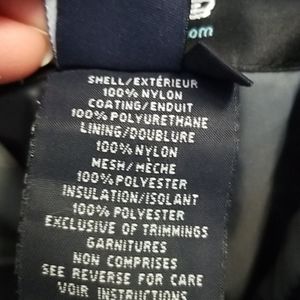 B
om
SHELL/EXTÉRIEUR
100% NYLON
COATING/ENDUIT
100% POLYURETHANE
LINING/DOUBLURE
100% NYLON
MESH/MÈCHE
100% POLYESTER
INSULATION/ISOLANT
100% POLYESTER
EXCLUSIVE OF TRIMMINGS
GARNITURES
NON COMPRISES
SEE REVERSE FOR CARE
VOIR INSTRUCTIONS